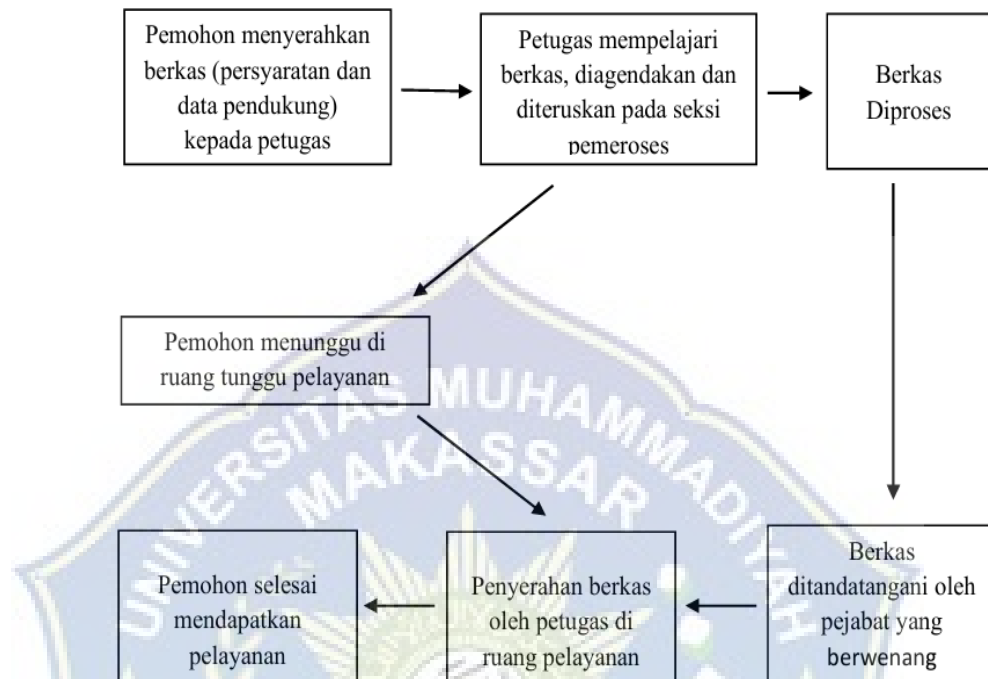 Pemohon menyerahkan
berkas (persyaratan dan
data pendukung)
kepada petugas
Petugas mempelajari
berkas, diagendakan dan
diteruskan pada seksi
pemeroses
Berkas
Diproses
Pemohon menunggu di
ruang tunggu pelayanan
UNIVERSITAS MUHAMMADIYAH
MAKASSAR
Pemohon selesai
mendapatkan
pelayanan
Penyerahan berkas
oleh petugas di
ruang pelayanan
Berkas
ditandatangani oleh
pejabat yang
berwenang